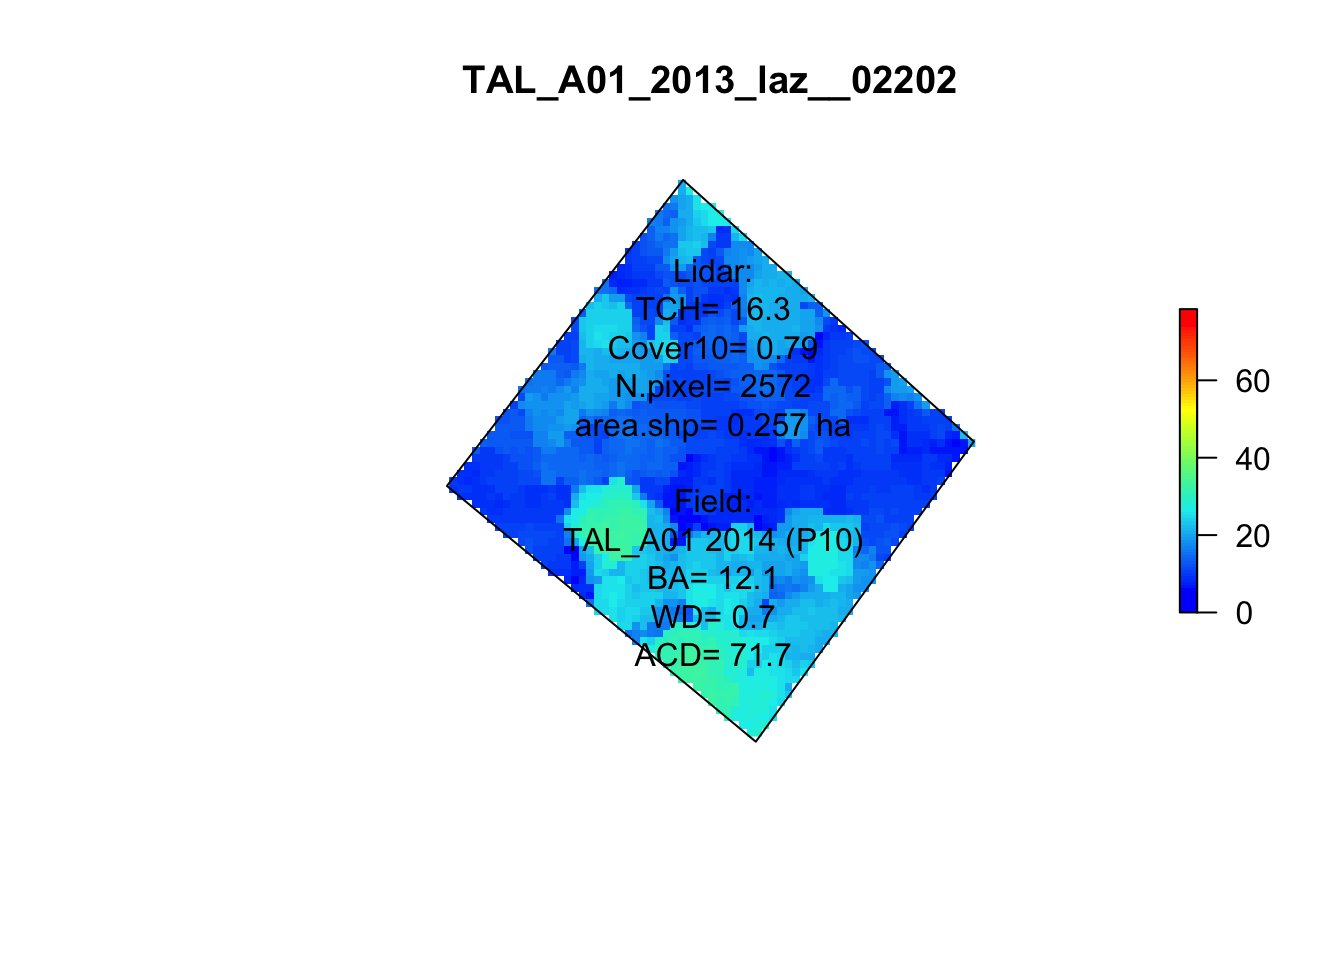 TAL_A01_2013_laz__02202
Lidar:
TCH= 16.3
Cover10= 0.79
N.pixel= 2572
area.shp= 0.257 ha
Field:
TAL_A01 2014 (P10)
BA= 12.1
WD= 0.7
ACD= 71.7
60
40
20
0